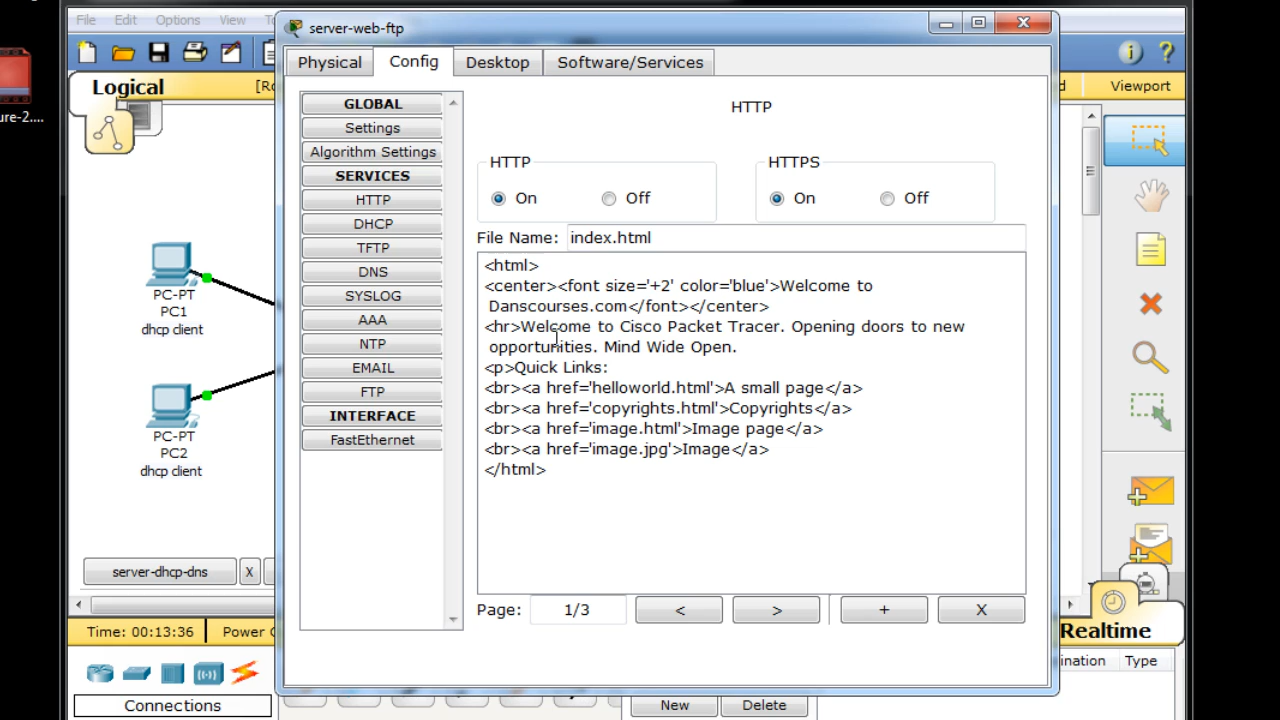 File Edit Options View
server-web-ftp
Physical Config Desktop Software/Services
Logical
Viewport
ure-2....
GLOBAL
Settings
Algorithm Settings
SERVICES
HTTP
DHCP
TFTP
DNS
SYSLOG
AAA
NTP
EMAIL
FTP
INTERFACE
FastEthernet
HTTP
HTTP
On Off
HTTPS
On Off
File Name: index.html
<html>
<center><font size='+2' color='blue'>Welcome to
Danscourses.com</font></center>
<hr>Welcome to Cisco Packet Tracer. Opening doors to new
opportunities. Mind Wide Open.
<p>Quick Links:
<br><a href='helloworld.html'>A small page</a>
<br><a href='copyrights.html'>Copyrights</a>
<br><a href='image.html'>Image page</a>
<br><a href='image.jpg'>Image</a>
</html>
Page: 1/3 < > + X
PC-PT
PC1
dhcp client
PC-PT
PC2
dhcp client
server-dhcp-dns X
Time: 00:13:36 Power
Realtime
Connections
New Delete
ination Type